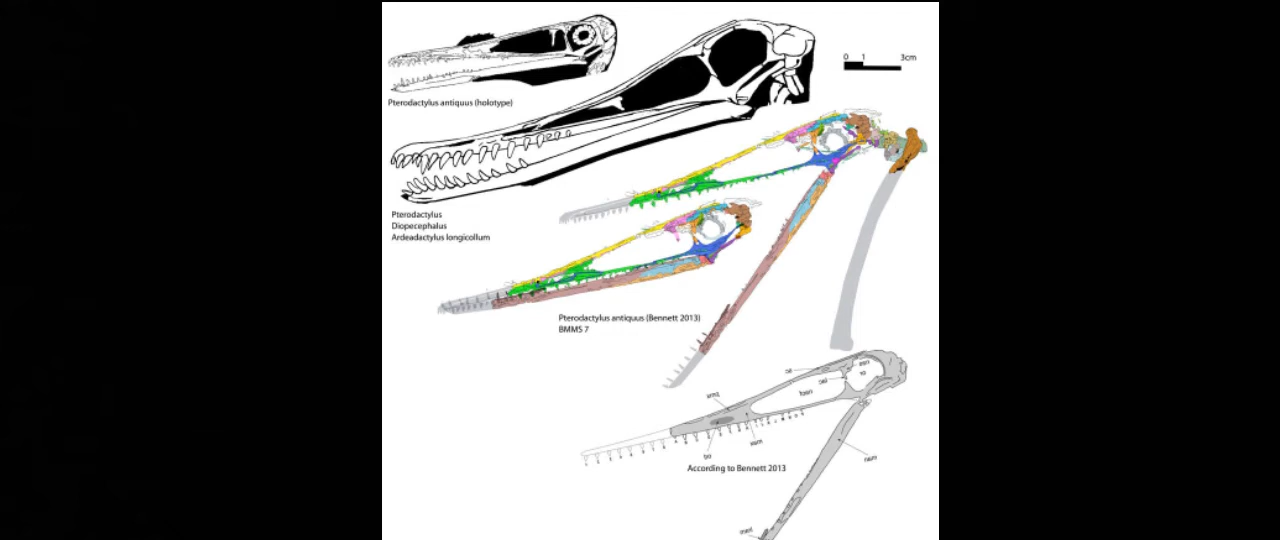 0 1 3cm
Pterodactylus antiquus (holotype)
Pterodactylus
Diopecephalus
Ardeadactylus longicollum
Pterodactylus antiquus (Bennett 2013)
BMMS 7
According to Bennett 2013